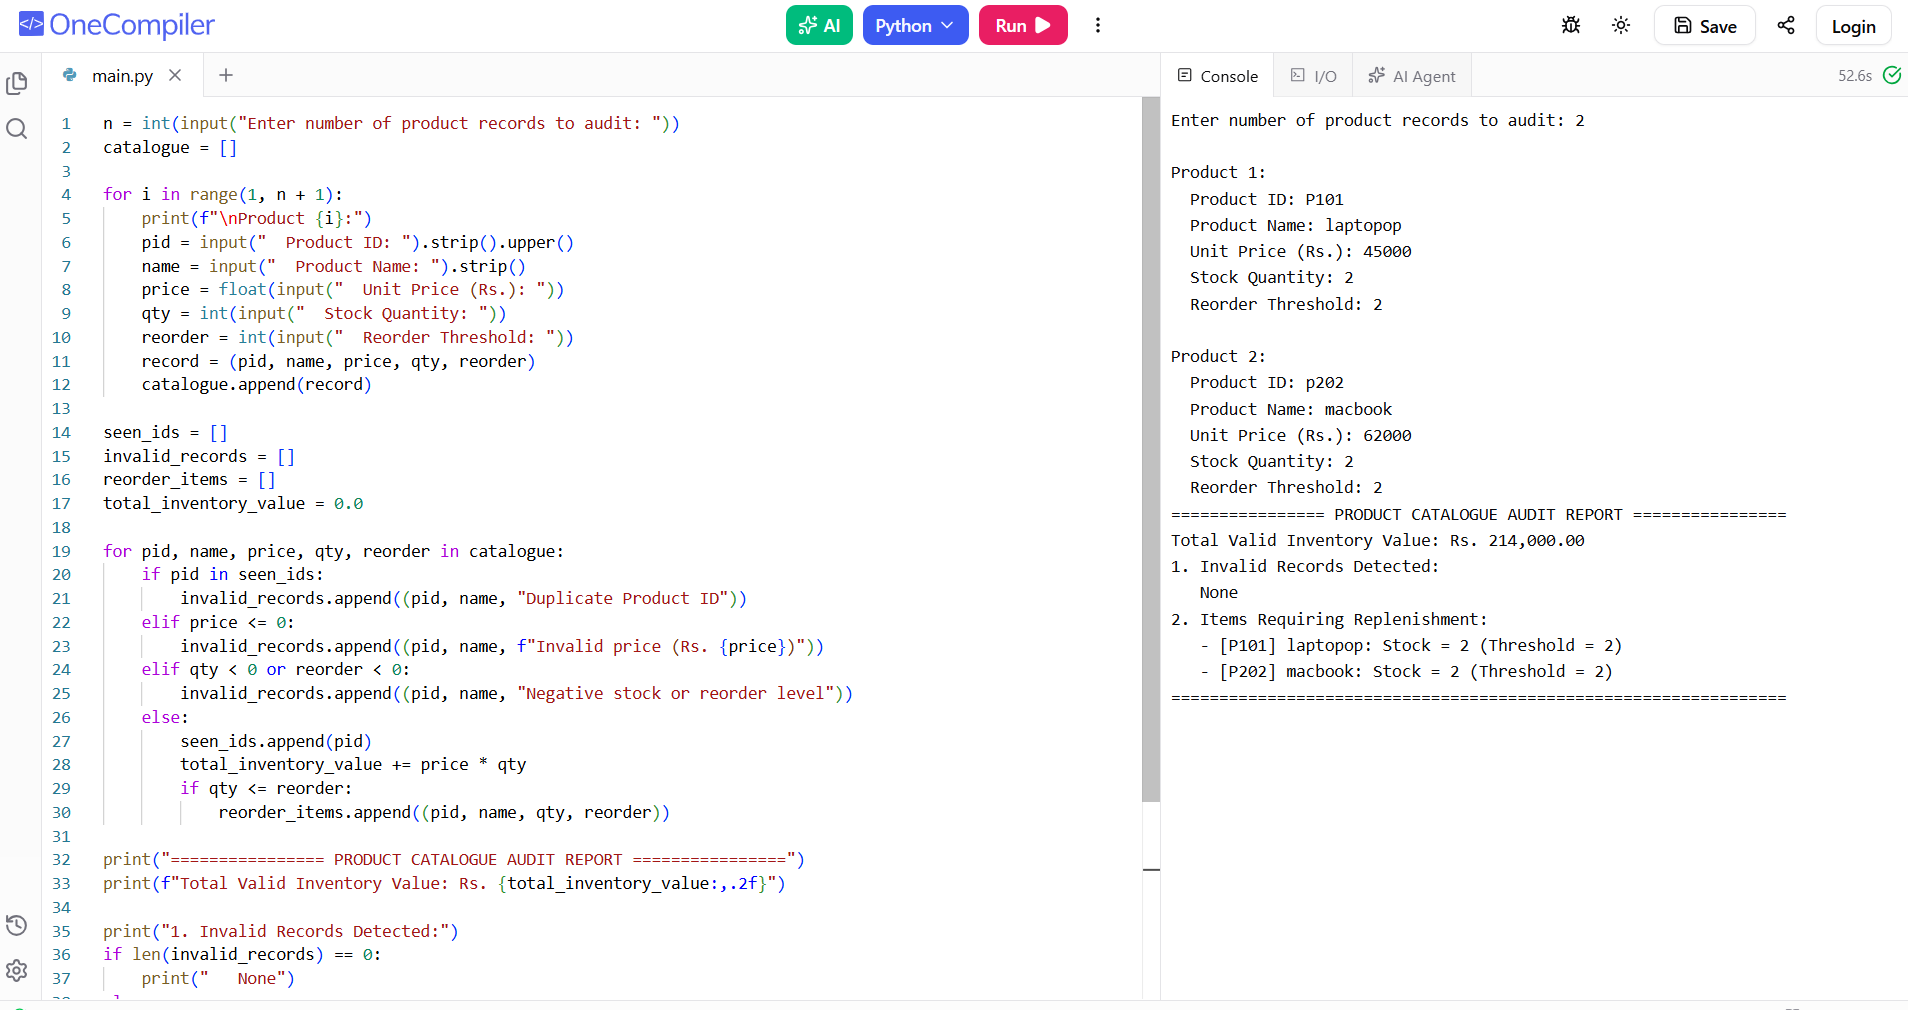 </> OneCompiler
AI
Python
Run
Save
Login
main.py
Console
I/O
AI Agent
52.6s
1 n = int(input("Enter number of product records to audit: "))
2 catalogue = []
3
4 for i in range(1, n + 1):
5     print(f"\nProduct {i}:")
6     pid = input("  Product ID: ").strip().upper()
7     name = input("  Product Name: ").strip()
8     price = float(input("  Unit Price (Rs.): "))
9     qty = int(input("  Stock Quantity: "))
10     reorder = int(input("  Reorder Threshold: "))
11     record = (pid, name, price, qty, reorder)
12     catalogue.append(record)
13
14 seen_ids = []
15 invalid_records = []
16 reorder_items = []
17 total_inventory_value = 0.0
18
19 for pid, name, price, qty, reorder in catalogue:
20     if pid in seen_ids:
21         invalid_records.append((pid, name, "Duplicate Product ID"))
22     elif price <= 0:
23         invalid_records.append((pid, name, f"Invalid price (Rs. {price})"))
24     elif qty < 0 or reorder < 0:
25         invalid_records.append((pid, name, "Negative stock or reorder level"))
26     else:
27         seen_ids.append(pid)
28         total_inventory_value += price * qty
29         if qty <= reorder:
30             reorder_items.append((pid, name, qty, reorder))
31
32 print("================ PRODUCT CATALOGUE AUDIT REPORT ================")
33 print(f"Total Valid Inventory Value: Rs. {total_inventory_value:,.2f}")
34
35 print("1. Invalid Records Detected:")
36 if len(invalid_records) == 0:
37     print("   None")
Enter number of product records to audit: 2
Product 1:
  Product ID: P101
  Product Name: laptopop
  Unit Price (Rs.): 45000
  Stock Quantity: 2
  Reorder Threshold: 2
Product 2:
  Product ID: p202
  Product Name: macbook
  Unit Price (Rs.): 62000
  Stock Quantity: 2
  Reorder Threshold: 2
================ PRODUCT CATALOGUE AUDIT REPORT ================
Total Valid Inventory Value: Rs. 214,000.00
1. Invalid Records Detected:
   None
2. Items Requiring Replenishment:
   - [P101] laptopop: Stock = 2 (Threshold = 2)
   - [P202] macbook: Stock = 2 (Threshold = 2)
================================================================